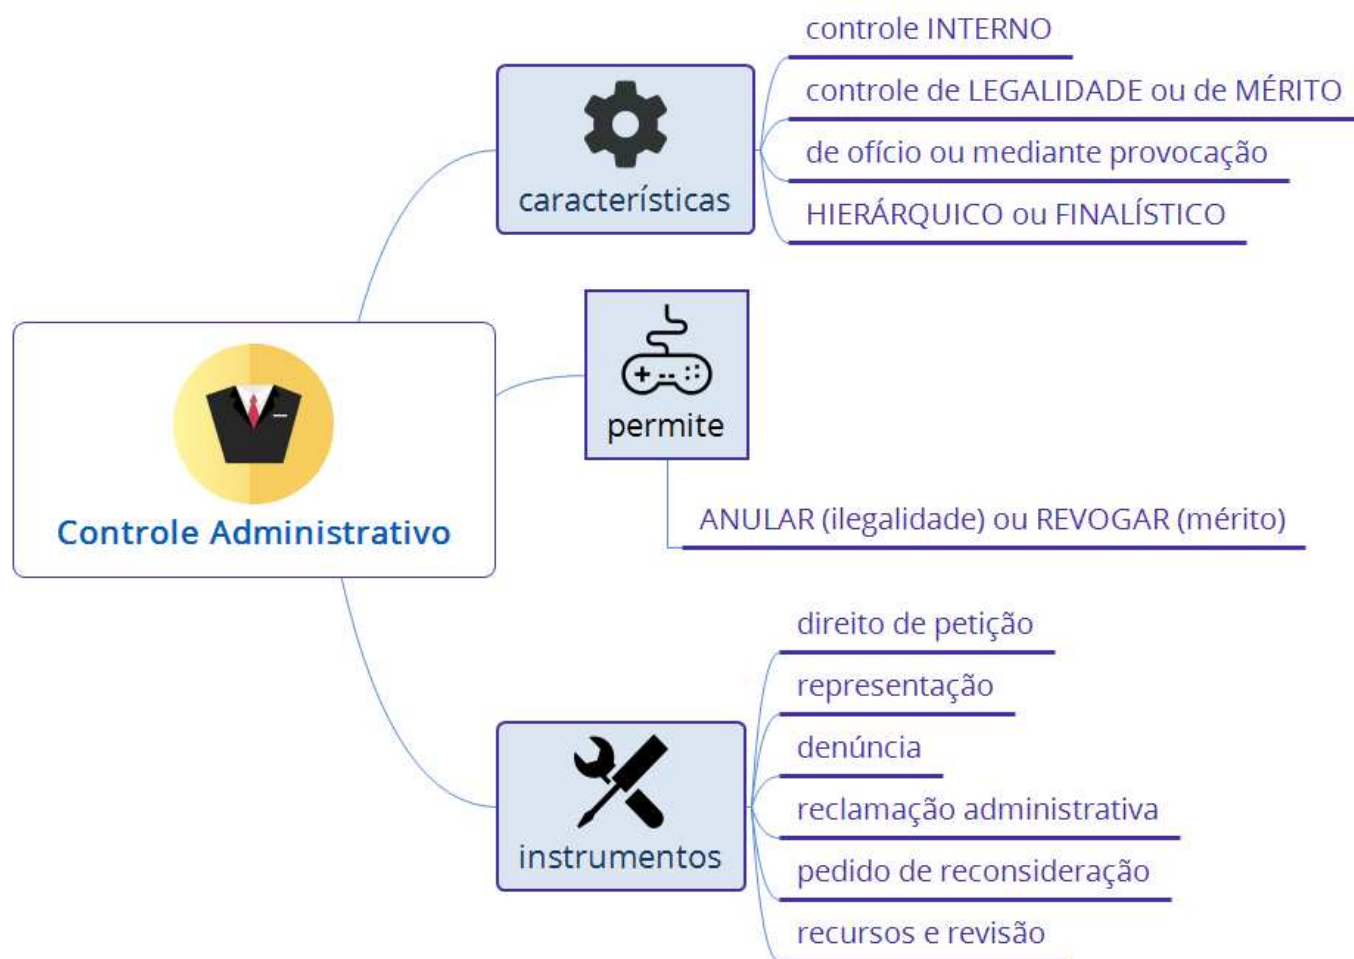 controle INTERNO
controle de LEGALIDADE ou de MÉRITO
de ofício ou mediante provocação
HIERÁRQUICO ou FINALÍSTICO
características
permite
ANULAR (ilegalidade) ou REVOGAR (mérito)
Controle Administrativo
direito de petição
representação
denúncia
reclamação administrativa
pedido de reconsideração
recursos e revisão
instrumentos